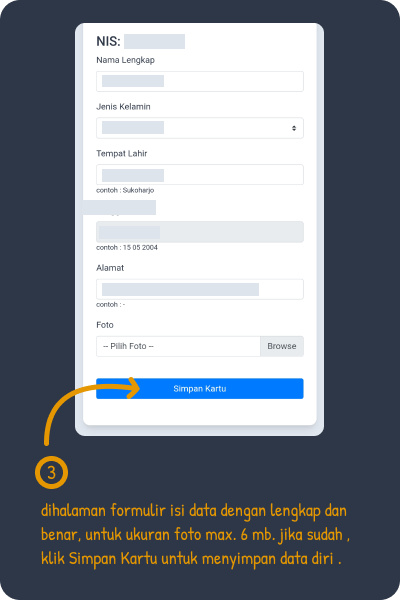 NIS:
Nama Lengkap
Jenis Kelamin
Tempat Lahir
contoh : Sukoharjo
contoh : 15 05 2004
Alamat
contoh : -
Foto
-- Pilih Foto -- Browse
Simpan Kartu
3
dihalaman formulir isi data dengan lengkap dan
benar, untuk ukuran foto max. 6 mb. jika sudah ,
klik Simpan Kartu untuk menyimpan data diri .